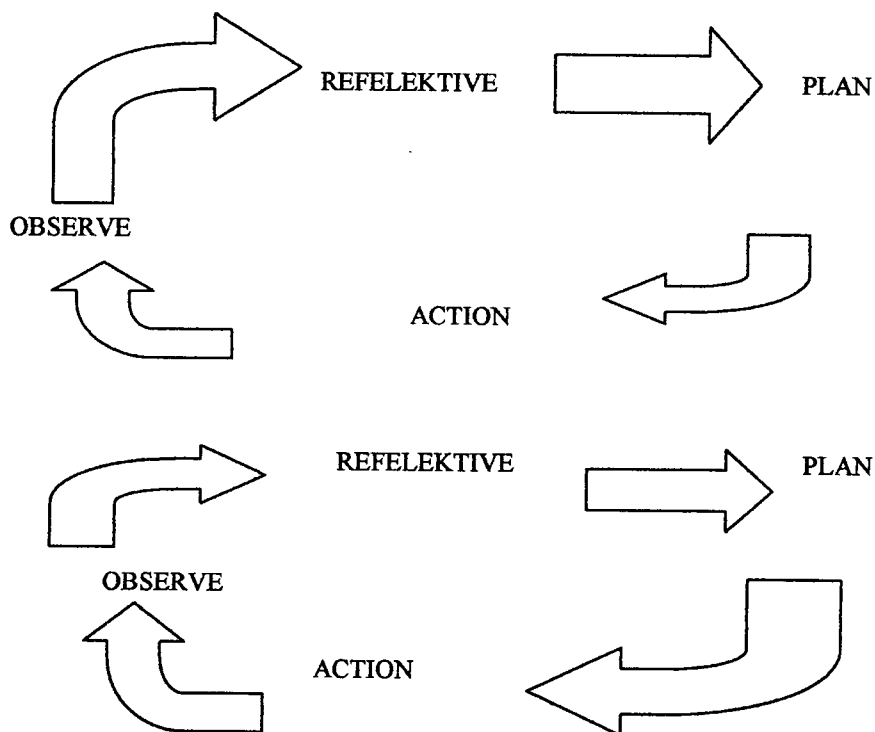 REFELEKTIVE PLAN
OBSERVE
ACTION
REFELEKTIVE PLAN
OBSERVE
ACTION